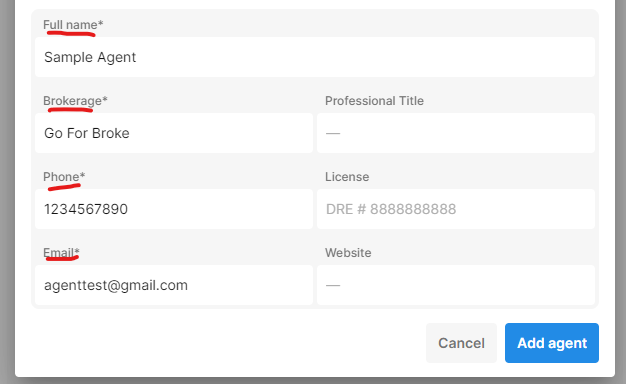 Full name*
Sample Agent
Brokerage* Professional Title
Go For Broke —
Phone* License
1234567890 DRE # 8888888888
Email* Website
agenttest@gmail.com —
Cancel Add agent